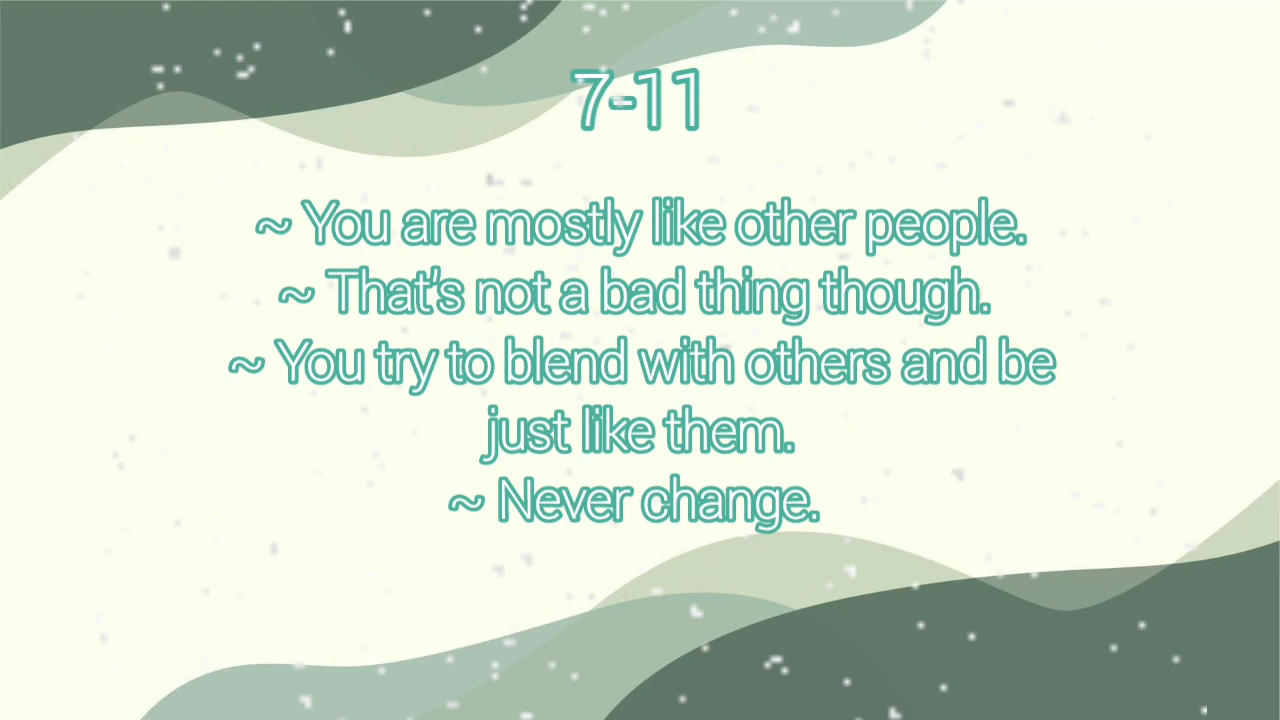 7-11
~ You are mostly like other people.
~ That's not a bad thing though.
~ You try to blend with others and be
just like them.
~ Never change.